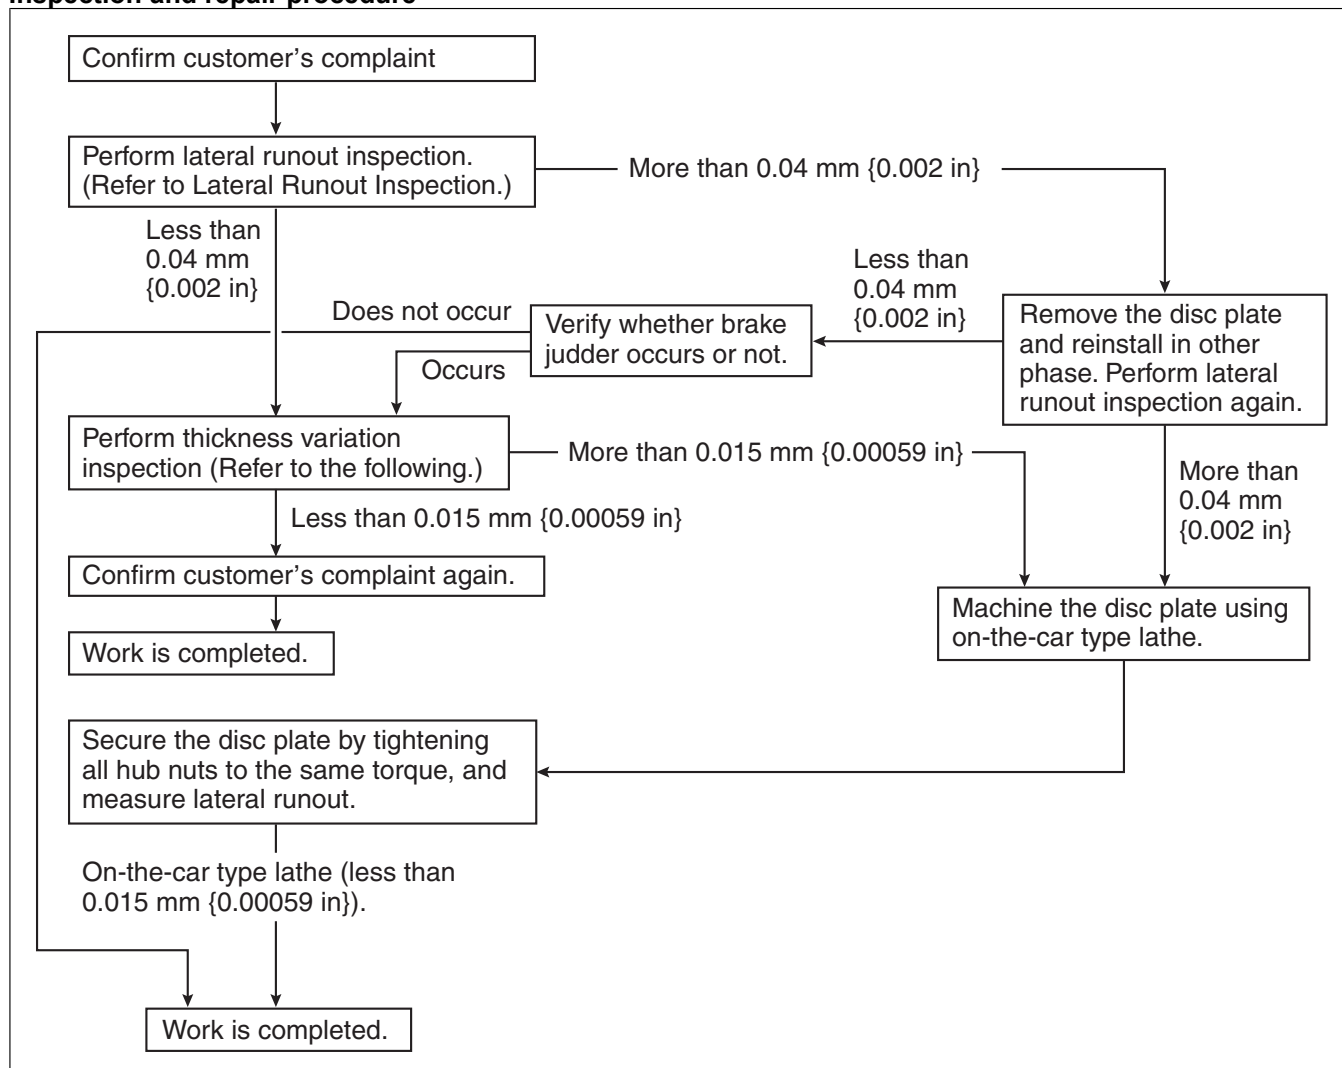 Inspection and repair procedure
Confirm customer's complaint
Perform lateral runout inspection.
(Refer to Lateral Runout Inspection.)
More than 0.04 mm {0.002 in}
Less than
0.04 mm
{0.002 in}
Less than
0.04 mm
{0.002 in}
Remove the disc plate
and reinstall in other
phase. Perform lateral
runout inspection again.
Does not occur
Verify whether brake
judder occurs or not.
Occurs
Perform thickness variation
inspection (Refer to the following.)
More than 0.015 mm {0.00059 in}
More than
0.04 mm
{0.002 in}
Less than 0.015 mm {0.00059 in}
Confirm customer's complaint again.
Work is completed.
Machine the disc plate using
on-the-car type lathe.
Secure the disc plate by tightening
all hub nuts to the same torque, and
measure lateral runout.
On-the-car type lathe (less than
0.015 mm {0.00059 in}).
Work is completed.